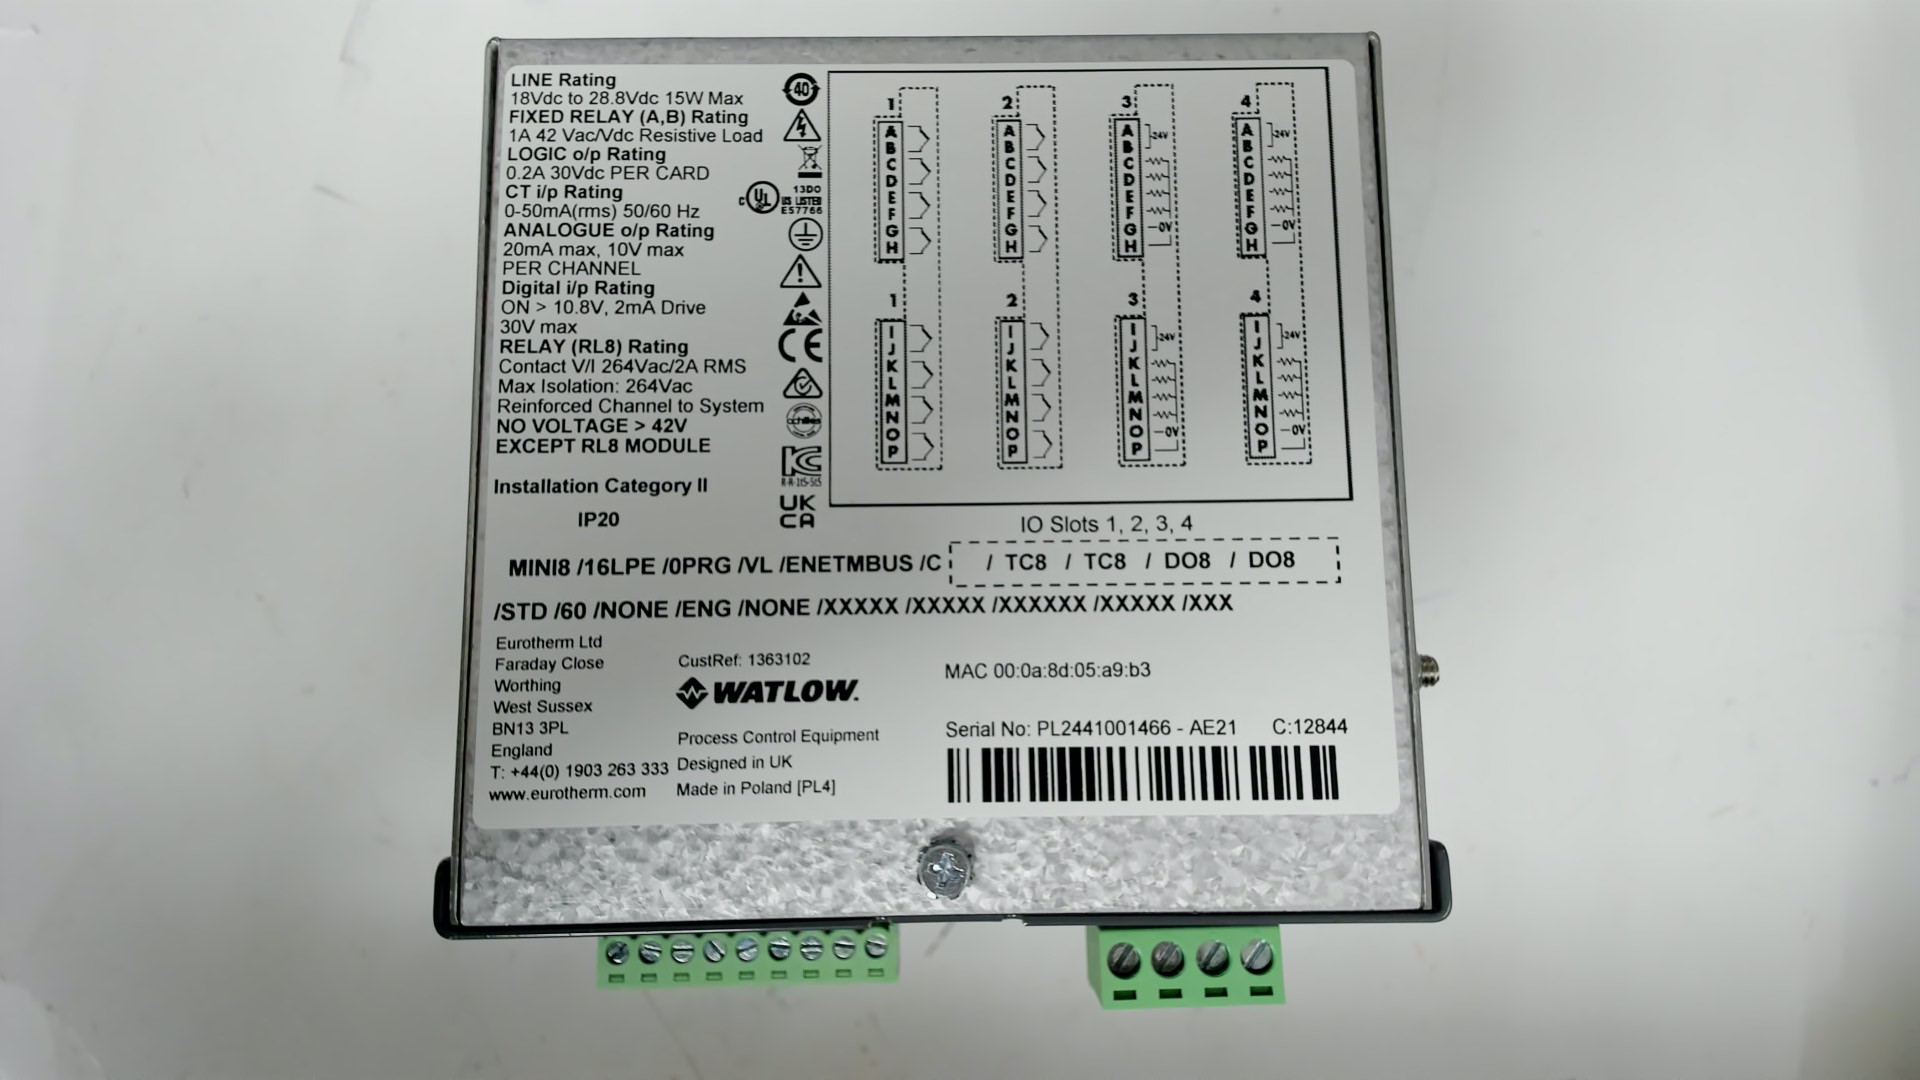 LINE Rating
18Vdc to 28.8Vdc 15W Max
FIXED RELAY (A,B) Rating
1A 42 Vac/Vdc Resistive Load
LOGIC o/p Rating
0.2A 30Vdc PER CARD
CT i/p Rating
0-50mA(rms) 50/60 Hz
ANALOGUE o/p Rating
20mA max, 10V max
PER CHANNEL
Digital i/p Rating
ON > 10.8V, 2mA Drive
30V max
RELAY (RL8) Rating
Contact V/I 264Vac/2A RMS
Max Isolation: 264Vac
Reinforced Channel to System
NO VOLTAGE > 42V
EXCEPT RL8 MODULE
Installation Category II
IP20
40
C UL US LISTED
13DO
E57766
CE
achilles
UK
CA
1
A
B
C
D
E
F
G
H
2
A
B
C
D
E
F
G
H
3
A
B
C
D
E
F
G
H
24V
0V
4
A
B
C
D
E
F
G
H
24V
0V
1
I
J
K
L
M
N
O
P
2
I
J
K
L
M
N
O
P
3
I
J
K
L
M
N
O
P
24V
0V
4
I
J
K
L
M
N
O
P
24V
0V
IO Slots 1, 2, 3, 4
MINI8 /16LPE /0PRG /VL /ENETMBUS /C / TC8 / TC8 / DO8 / DO8
/STD /60 /NONE /ENG /NONE /XXXXX /XXXXX /XXXXXX /XXXXX /XXX
Eurotherm Ltd
Faraday Close
Worthing
West Sussex
BN13 3PL
England
T: +44(0) 1903 263 333
www.eurotherm.com
CustRef: 1363102
WATLOW.
Process Control Equipment
Designed in UK
Made in Poland [PL4]
MAC 00:0a:8d:05:a9:b3
Serial No: PL2441001466 - AE21 C:12844